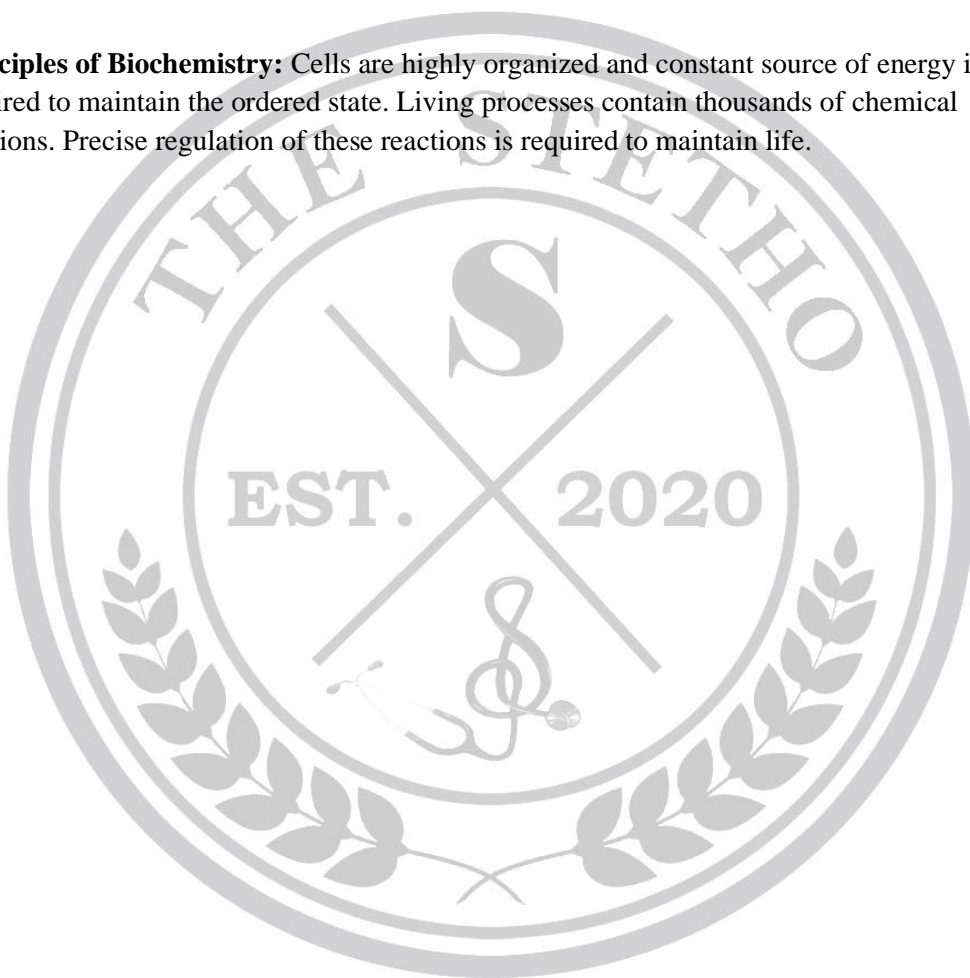 ciples of Biochemistry: Cells are highly organized and constant source of energy i
ired to maintain the ordered state. Living processes contain thousands of chemical
ions. Precise regulation of these reactions is required to maintain life.
THE STETHO
S
EST. 2020